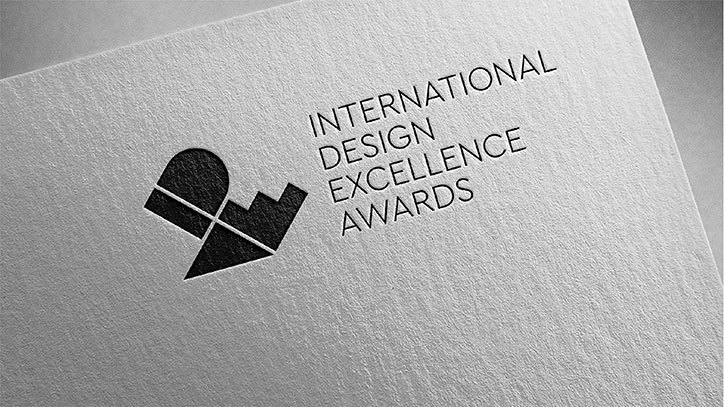 INTERNATIONAL
DESIGN
EXCELLENCE
AWARDS